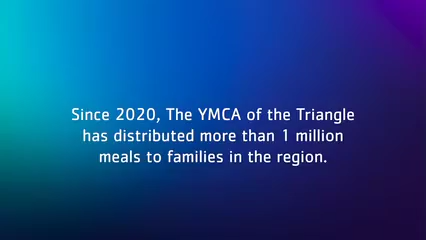 Since 2020, The YMCA of the Triangle
has distributed more than 1 million
meals to families in the region.